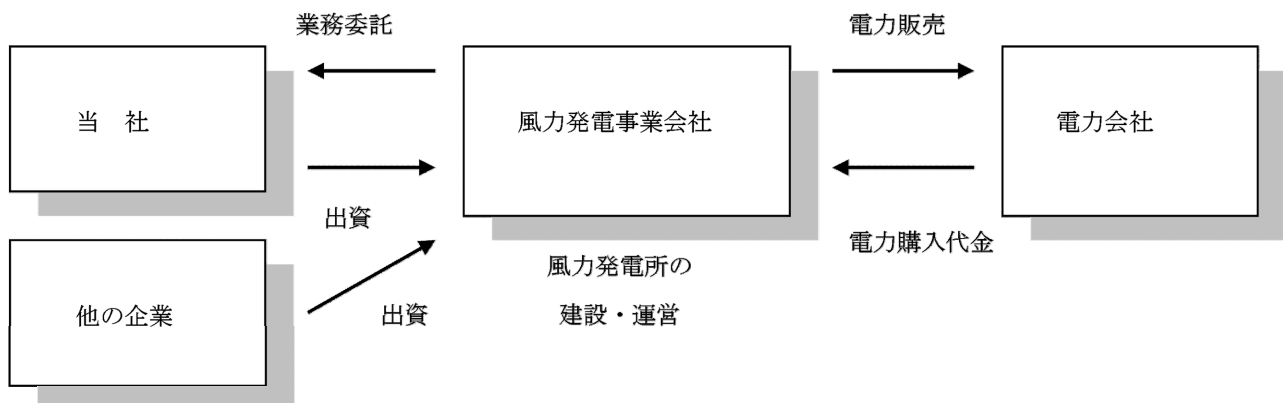 業務委託
電力販売
当　社
風力発電事業会社
電力会社
出資
電力購入代金
風力発電所の
建設・運営
他の企業
出資